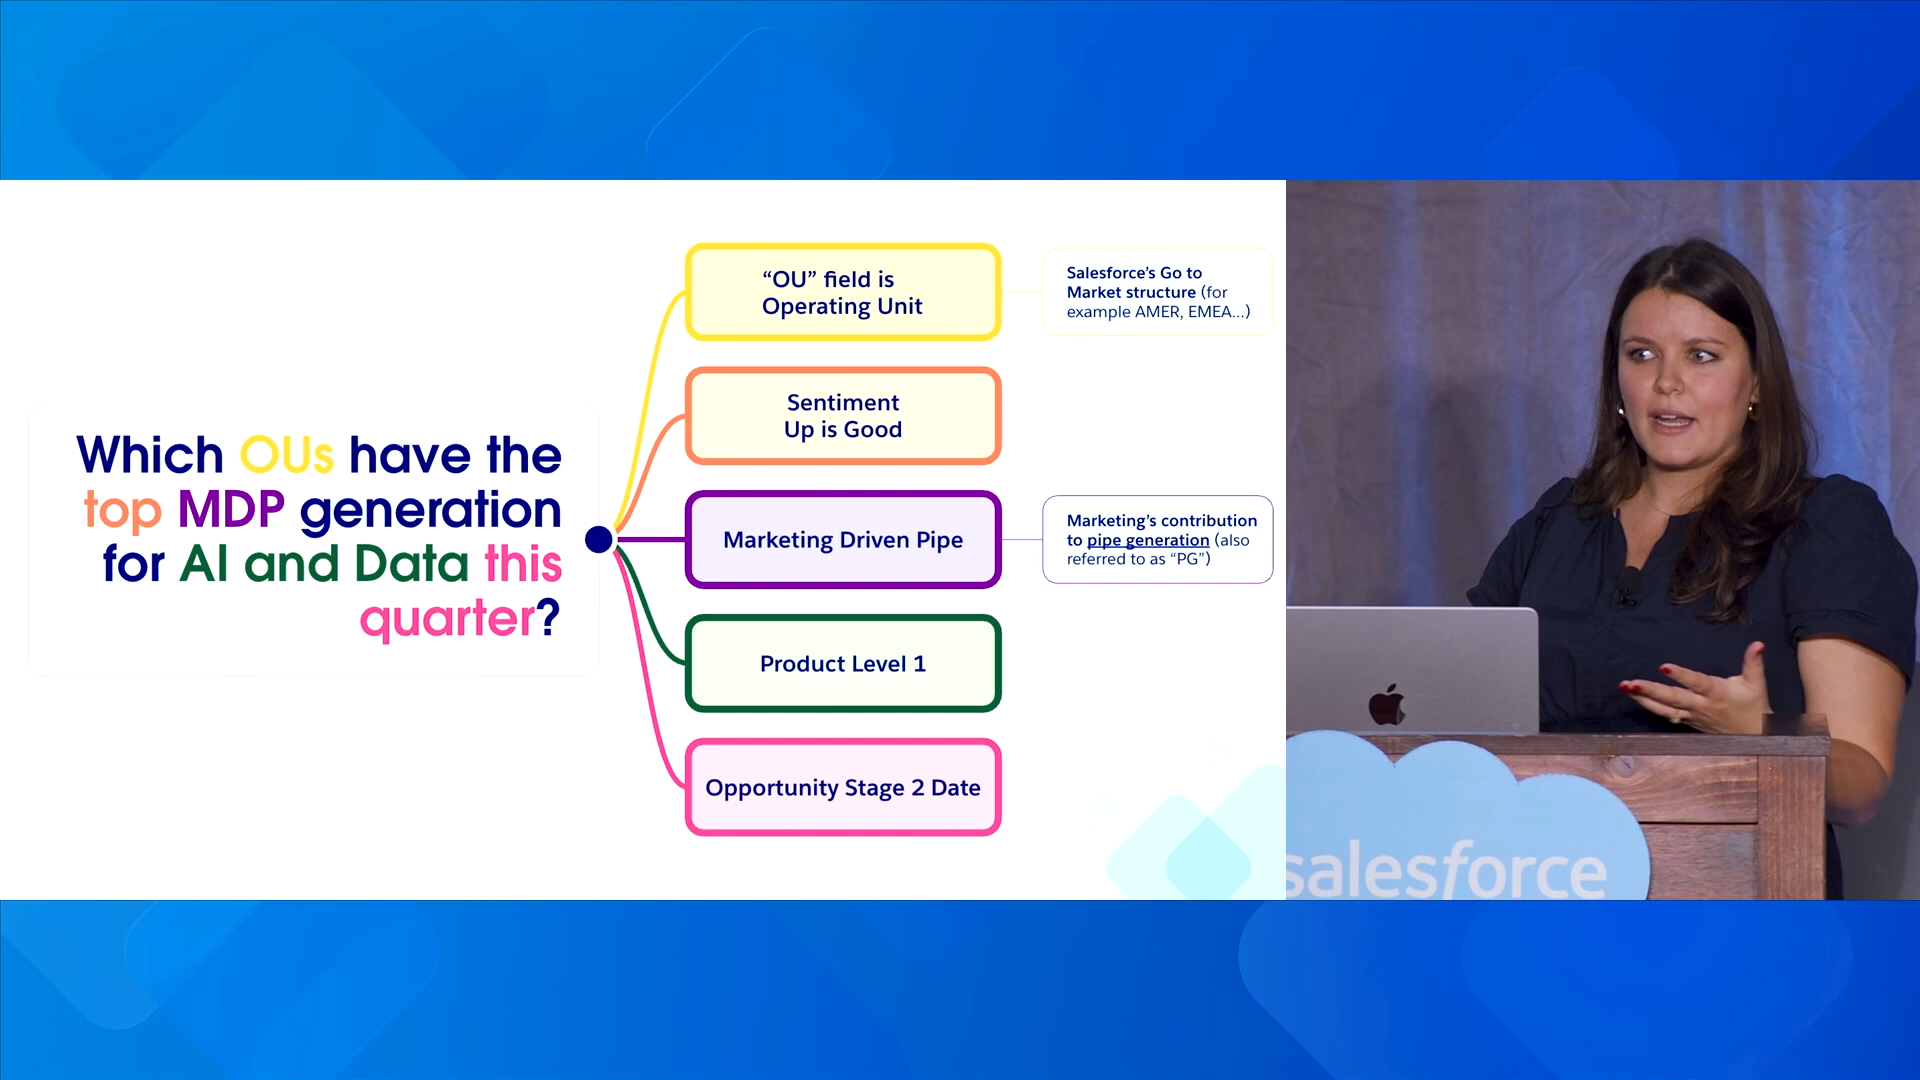 Which OUs have the
top MDP generation
for AI and Data this
quarter?
“OU” field is
Operating Unit
Salesforce’s Go to
Market structure (for
example AMER, EMEA...)
Sentiment
Up is Good
Marketing Driven Pipe
Marketing’s contribution
to pipe generation (also
referred to as “PG”)
Product Level 1
Opportunity Stage 2 Date
salesforce